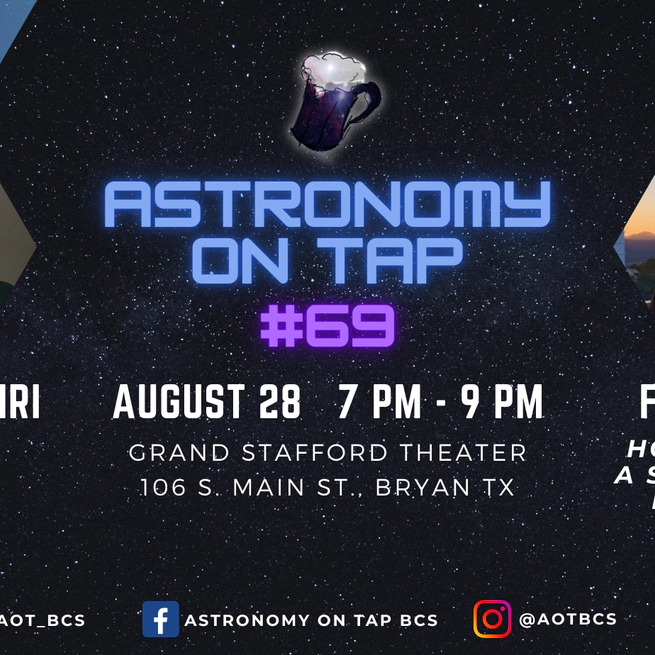 ASTRONOMY
ON TAP
#69
AUGUST 28 7 PM - 9 PM
GRAND STAFFORD THEATER
106 S. MAIN ST., BRYAN TX
AOT_BCS
ASTRONOMY ON TAP BCS
@AOTBCS